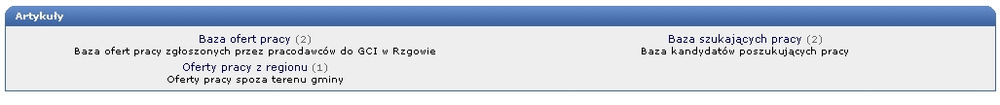 Artykuły
Baza ofert pracy (2)
Baza ofert pracy zgłoszonych przez pracodawców do GCI w Rzgowie
Baza szukających pracy (2)
Baza kandydatów poszukujących pracy
Oferty pracy z regionu (1)
Oferty pracy spoza terenu gminy